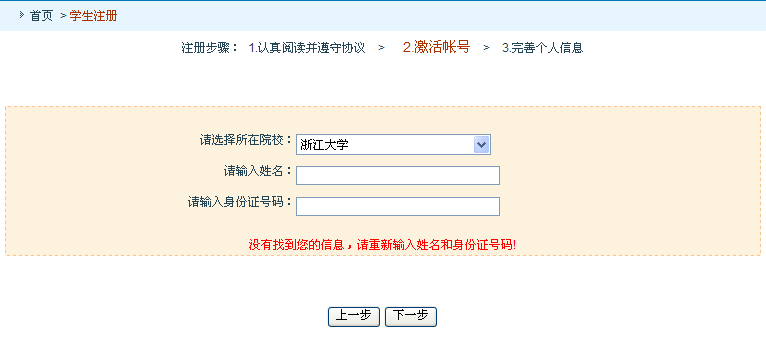 首页 > 学生注册
注册步骤： 1.认真阅读并遵守协议 > 2.激活帐号 > 3.完善个人信息
请选择所在院校： 浙江大学
请输入姓名：
请输入身份证号码：
没有找到您的信息，请重新输入姓名和身份证号码!
上一步 下一步